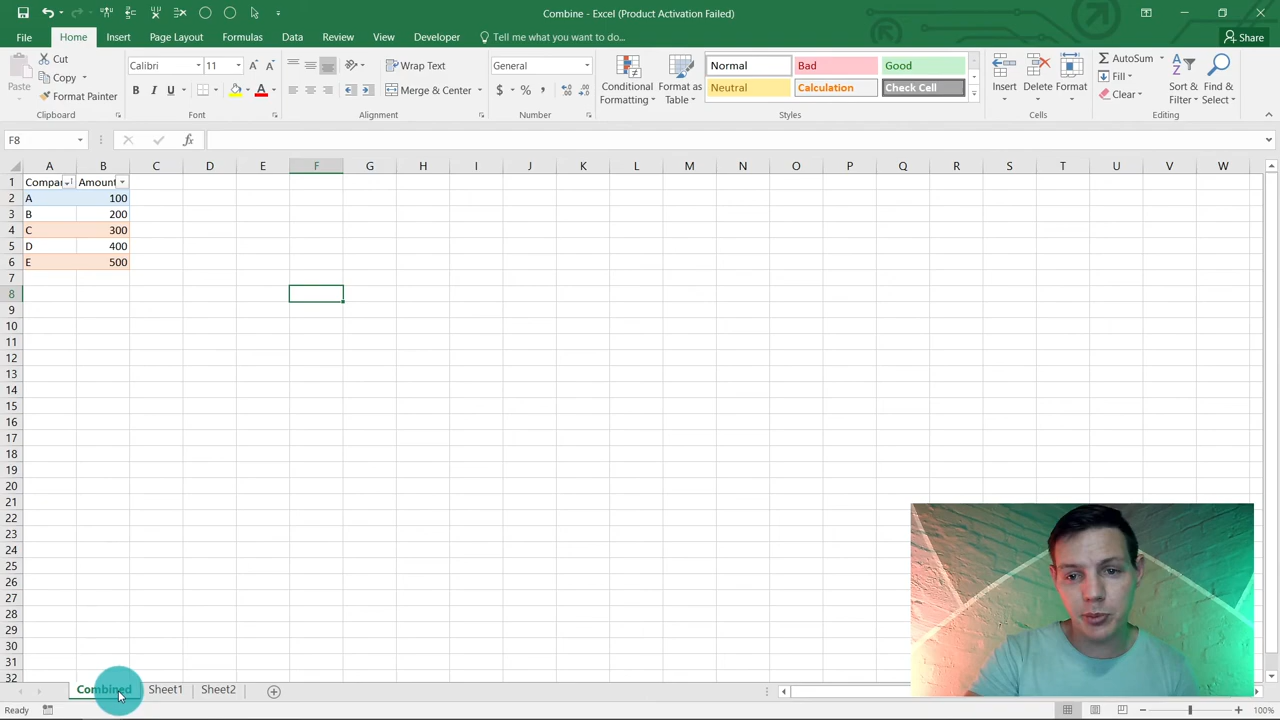 Combine - Excel (Product Activation Failed)
File Home Insert Page Layout Formulas Data Review View Developer Tell me what you want to do... Share
Cut
Copy
Format Painter
Paste
Clipboard
Calibri 11
B I U
Font
Wrap Text
Merge & Center
Alignment
General
$ % ,
Number
Conditional Formatting
Format as Table
Normal Bad Good
Neutral Calculation Check Cell
Styles
Insert Delete Format
Cells
AutoSum
Fill
Clear
Sort & Filter
Find & Select
Editing
F8 fx
A B C D E F G H I J K L M N O P Q R S T U V W
1 Compa Amount
2 A 100
3 B 200
4 C 300
5 D 400
6 E 500
7
8
9
10
11
12
13
14
15
16
17
18
19
20
21
22
23
24
25
26
27
28
29
30
31
32
Combined Sheet1 Sheet2
Ready 100%